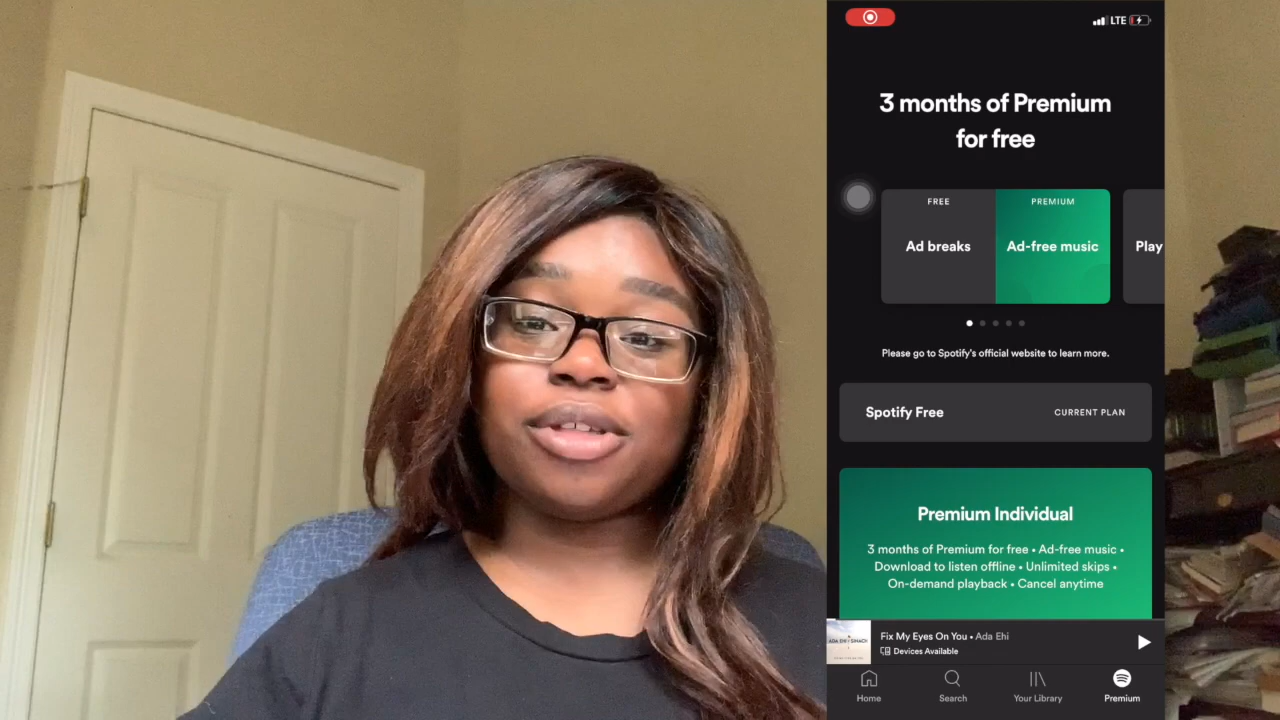 LTE
3 months of Premium
for free
FREE
PREMIUM
Ad breaks
Ad-free music
Play
Please go to Spotify's official website to learn more.
Spotify Free
CURRENT PLAN
Premium Individual
3 months of Premium for free • Ad-free music •
Download to listen offline • Unlimited skips •
On-demand playback • Cancel anytime
Fix My Eyes On You • Ada Ehi
Devices Available
Home
Search
Your Library
Premium